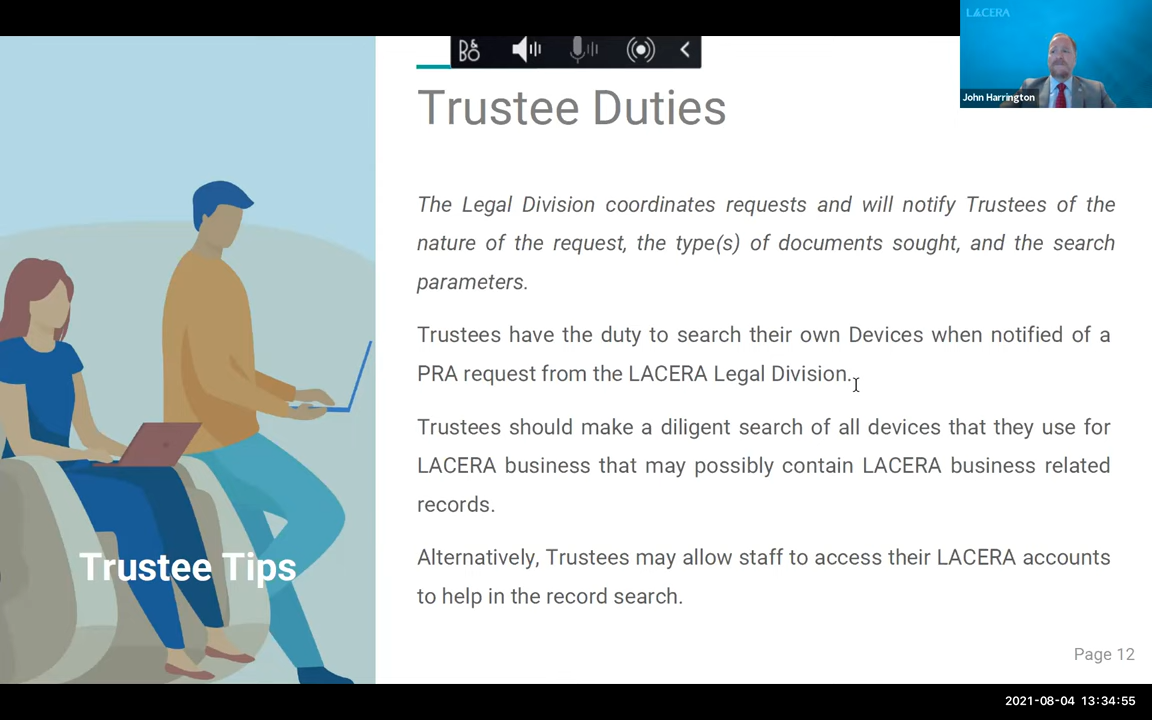 LACERA
John Harrington
B&O
Trustee Duties
The Legal Division coordinates requests and will notify Trustees of the
nature of the request, the type(s) of documents sought, and the search
parameters.
Trustees have the duty to search their own Devices when notified of a
PRA request from the LACERA Legal Division.
Trustees should make a diligent search of all devices that they use for
LACERA business that may possibly contain LACERA business related
records.
Alternatively, Trustees may allow staff to access their LACERA accounts
to help in the record search.
Trustee Tips
Page 12
2021-08-04 13:34:55